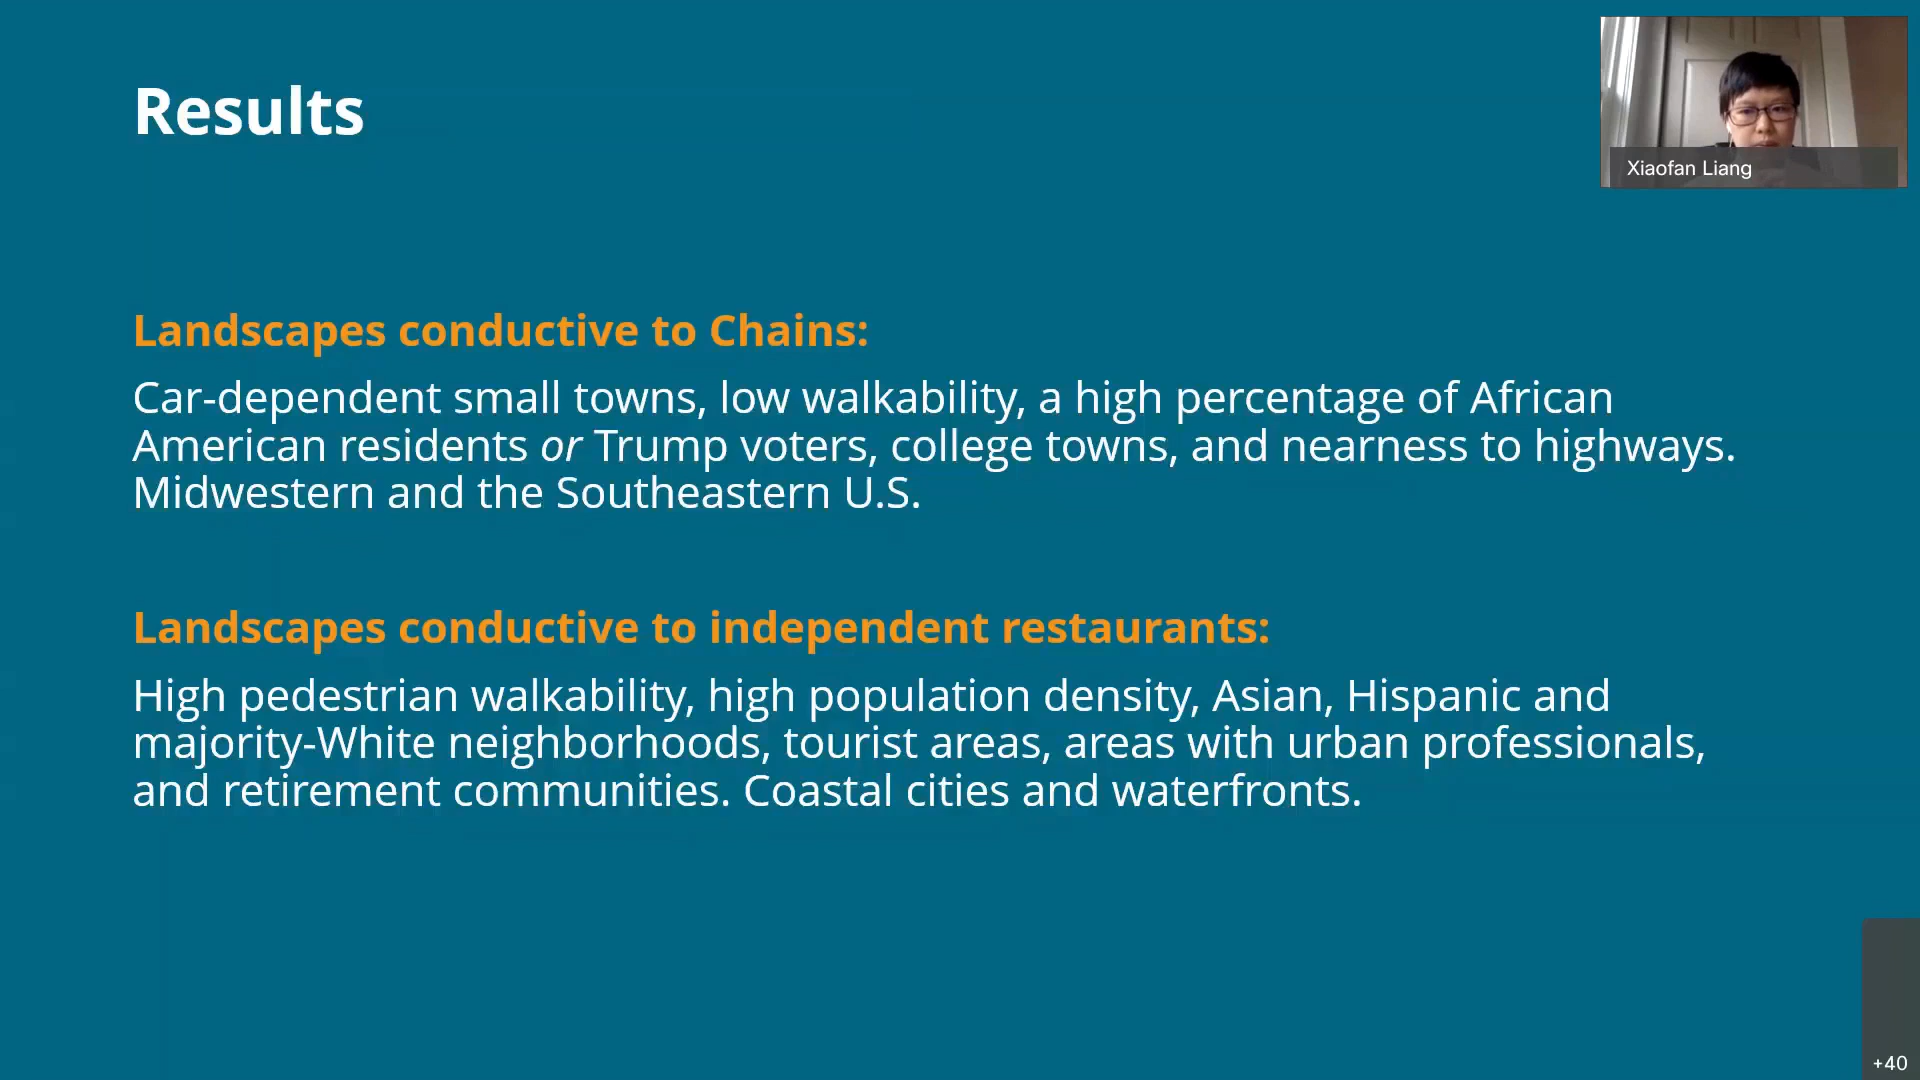 Results
Xiaofan Liang
Landscapes conductive to Chains:
Car-dependent small towns, low walkability, a high percentage of African
American residents or Trump voters, college towns, and nearness to highways.
Midwestern and the Southeastern U.S.
Landscapes conductive to independent restaurants:
High pedestrian walkability, high population density, Asian, Hispanic and
majority-White neighborhoods, tourist areas, areas with urban professionals,
and retirement communities. Coastal cities and waterfronts.
+40